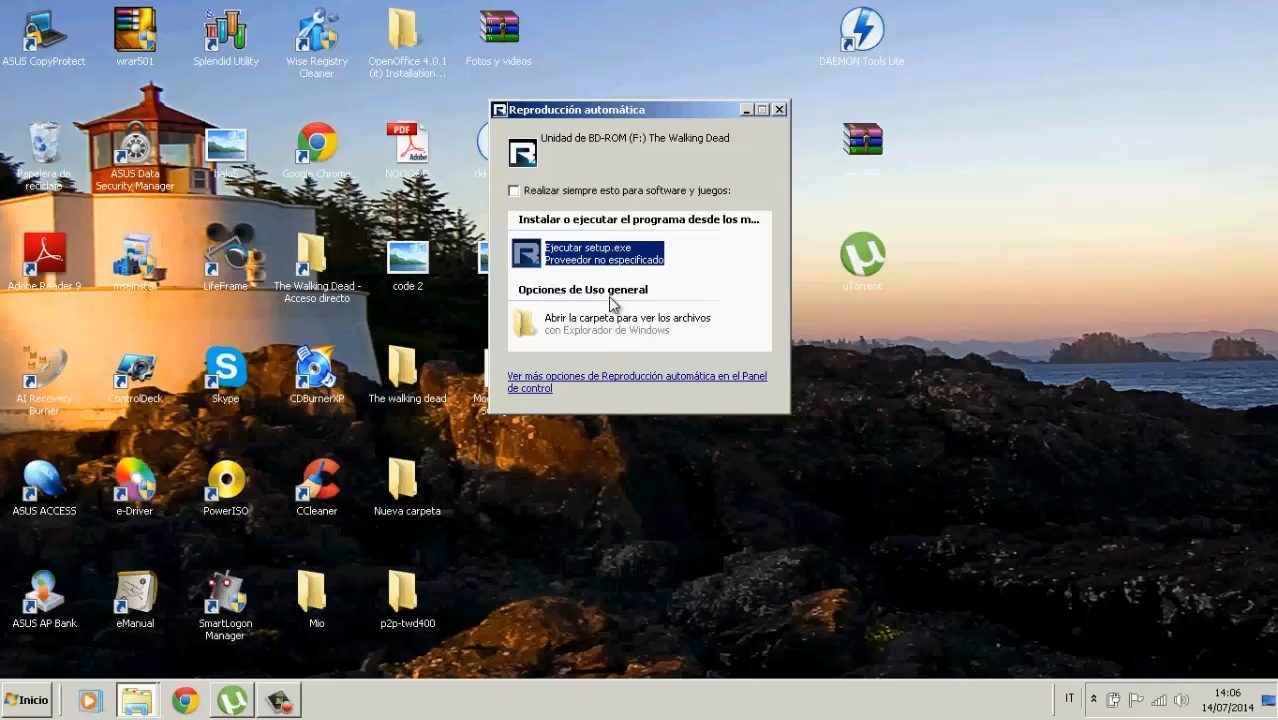 ASUS CopyProtect
wrar501
Splendid Utility
Wise Registry
Cleaner
OpenOffice 4.0.1
(it) Installation...
Fotos y videos
DAEMON Tools Lite
Reproducción automática
Unidad de BD-ROM (F:) The Walking Dead
Realizar siempre esto para software y juegos:
Instalar o ejecutar el programa desde los m...
Ejecutar setup.exe
Proveedor no especificado
Opciones de Uso general
Abrir la carpeta para ver los archivos
con Explorador de Windows
Ver más opciones de Reproducción automática en el Panel
de control
Papelera de
reciclaje
ASUS Data
Security Manager
Google Chrome
PDF
Adobe
Adobe Reader 9
mseinstall
LifeFrame
The Walking Dead -
Acceso directo
code 2
uTorrent
AI Recovery
Burner
ControlDeck
Skype
CDBurnerXP
The walking dead
ASUS ACCESS
e-Driver
PowerISO
CCleaner
Nueva carpeta
ASUS AP Bank
eManual
SmartLogon
Manager
Mio
p2p-twd400
Inicio
IT
14:06
14/07/2014